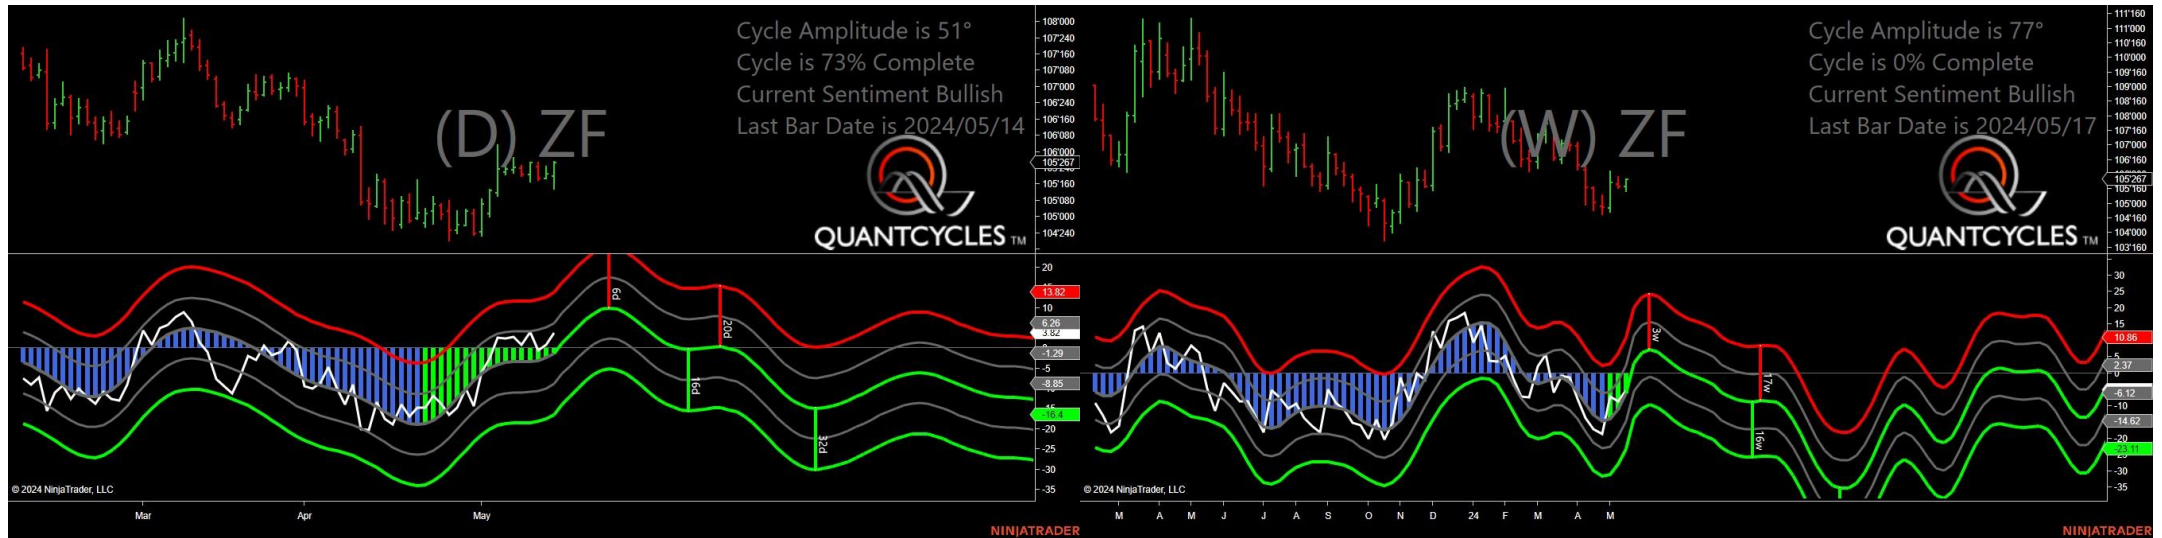 Cycle Amplitude is 51°
Cycle is 73% Complete
Current Sentiment Bullish
Last Bar Date is 2024/05/14
(D) ZF
QUANTCYCLES TM
108'000
107'240
107'160
107'080
107'000
106'240
106'160
106'080
106'000
105'267
105'160
105'080
105'000
104'240
20
13.82
10
6.26
3.82
-1.29
-5
-8.85
-16.4
-20
-25
-30
-35
6d
20d
16d
32d
© 2024 NinjaTrader, LLC
Mar Apr May
NINJATRADER
Cycle Amplitude is 77°
Cycle is 0% Complete
Current Sentiment Bullish
Last Bar Date is 2024/05/17
(W) ZF
QUANTCYCLES TM
111'160
111'000
110'160
110'000
109'160
109'000
108'160
108'000
107'160
107'000
106'160
105'267
105'160
105'000
104'160
104'000
103'160
30
25
20
15
10.86
5
2.37
0
-6.12
-10
-14.62
-20
-23.11
-30
-35
3w
17w
16w
© 2024 NinjaTrader, LLC
M A M J J A S O N D 24 F M A M
NINJATRADER